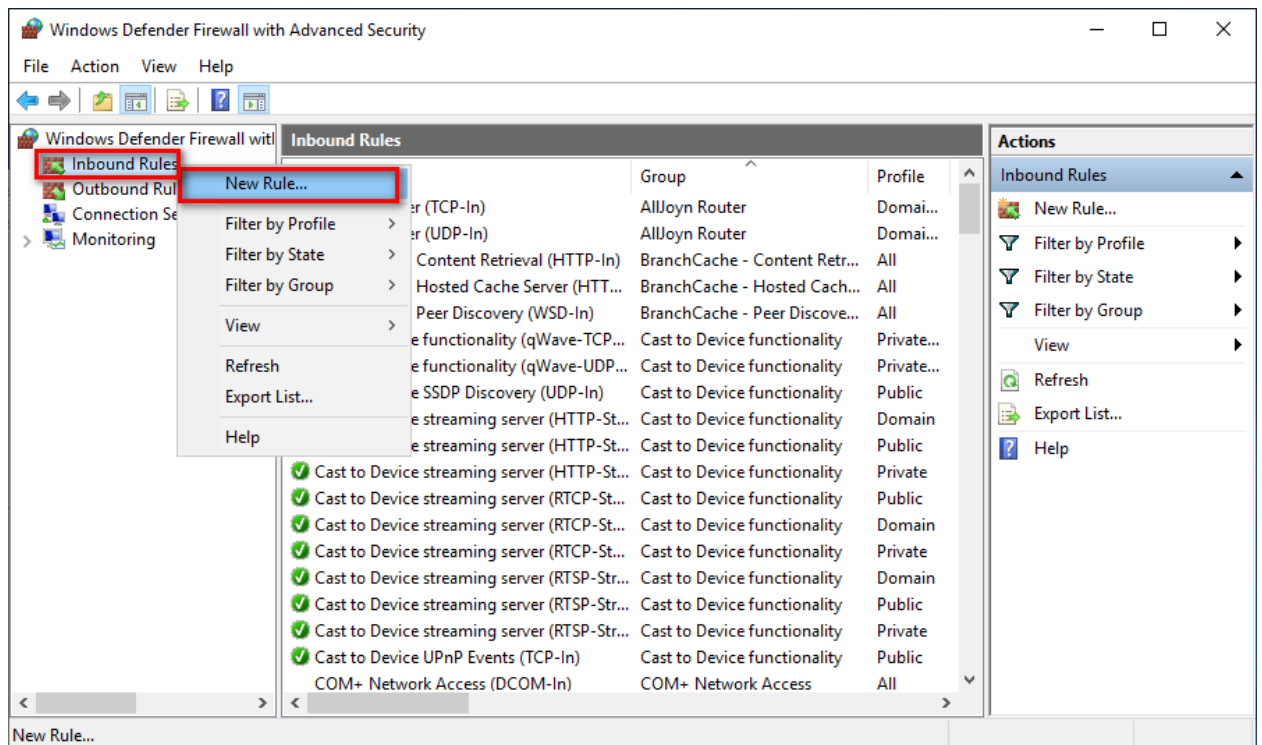 Windows Defender Firewall with Advanced Security
File Action View Help
Windows Defender Firewall witl
Inbound Rules
Outbound Rul
Connection Se
Monitoring
New Rule...
Filter by Profile
Filter by State
Filter by Group
View
Refresh
Export List...
Help
Inbound Rules
Group Profile
er (TCP-In) AllJoyn Router Domai...
er (UDP-In) AllJoyn Router Domai...
Content Retrieval (HTTP-In) BranchCache - Content Retr... All
Hosted Cache Server (HTT... BranchCache - Hosted Cach... All
Peer Discovery (WSD-In) BranchCache - Peer Discove... All
e functionality (qWave-TCP... Cast to Device functionality Private...
e functionality (qWave-UDP... Cast to Device functionality Private...
e SSDP Discovery (UDP-In) Cast to Device functionality Public
e streaming server (HTTP-St... Cast to Device functionality Domain
e streaming server (HTTP-St... Cast to Device functionality Public
Cast to Device streaming server (HTTP-St... Cast to Device functionality Private
Cast to Device streaming server (RTCP-St... Cast to Device functionality Public
Cast to Device streaming server (RTCP-St... Cast to Device functionality Domain
Cast to Device streaming server (RTCP-St... Cast to Device functionality Private
Cast to Device streaming server (RTSP-Str... Cast to Device functionality Domain
Cast to Device streaming server (RTSP-Str... Cast to Device functionality Public
Cast to Device streaming server (RTSP-Str... Cast to Device functionality Private
Cast to Device UPnP Events (TCP-In) Cast to Device functionality Public
COM+ Network Access (DCOM-In) COM+ Network Access All
Actions
Inbound Rules
New Rule...
Filter by Profile
Filter by State
Filter by Group
View
Refresh
Export List...
Help
New Rule...